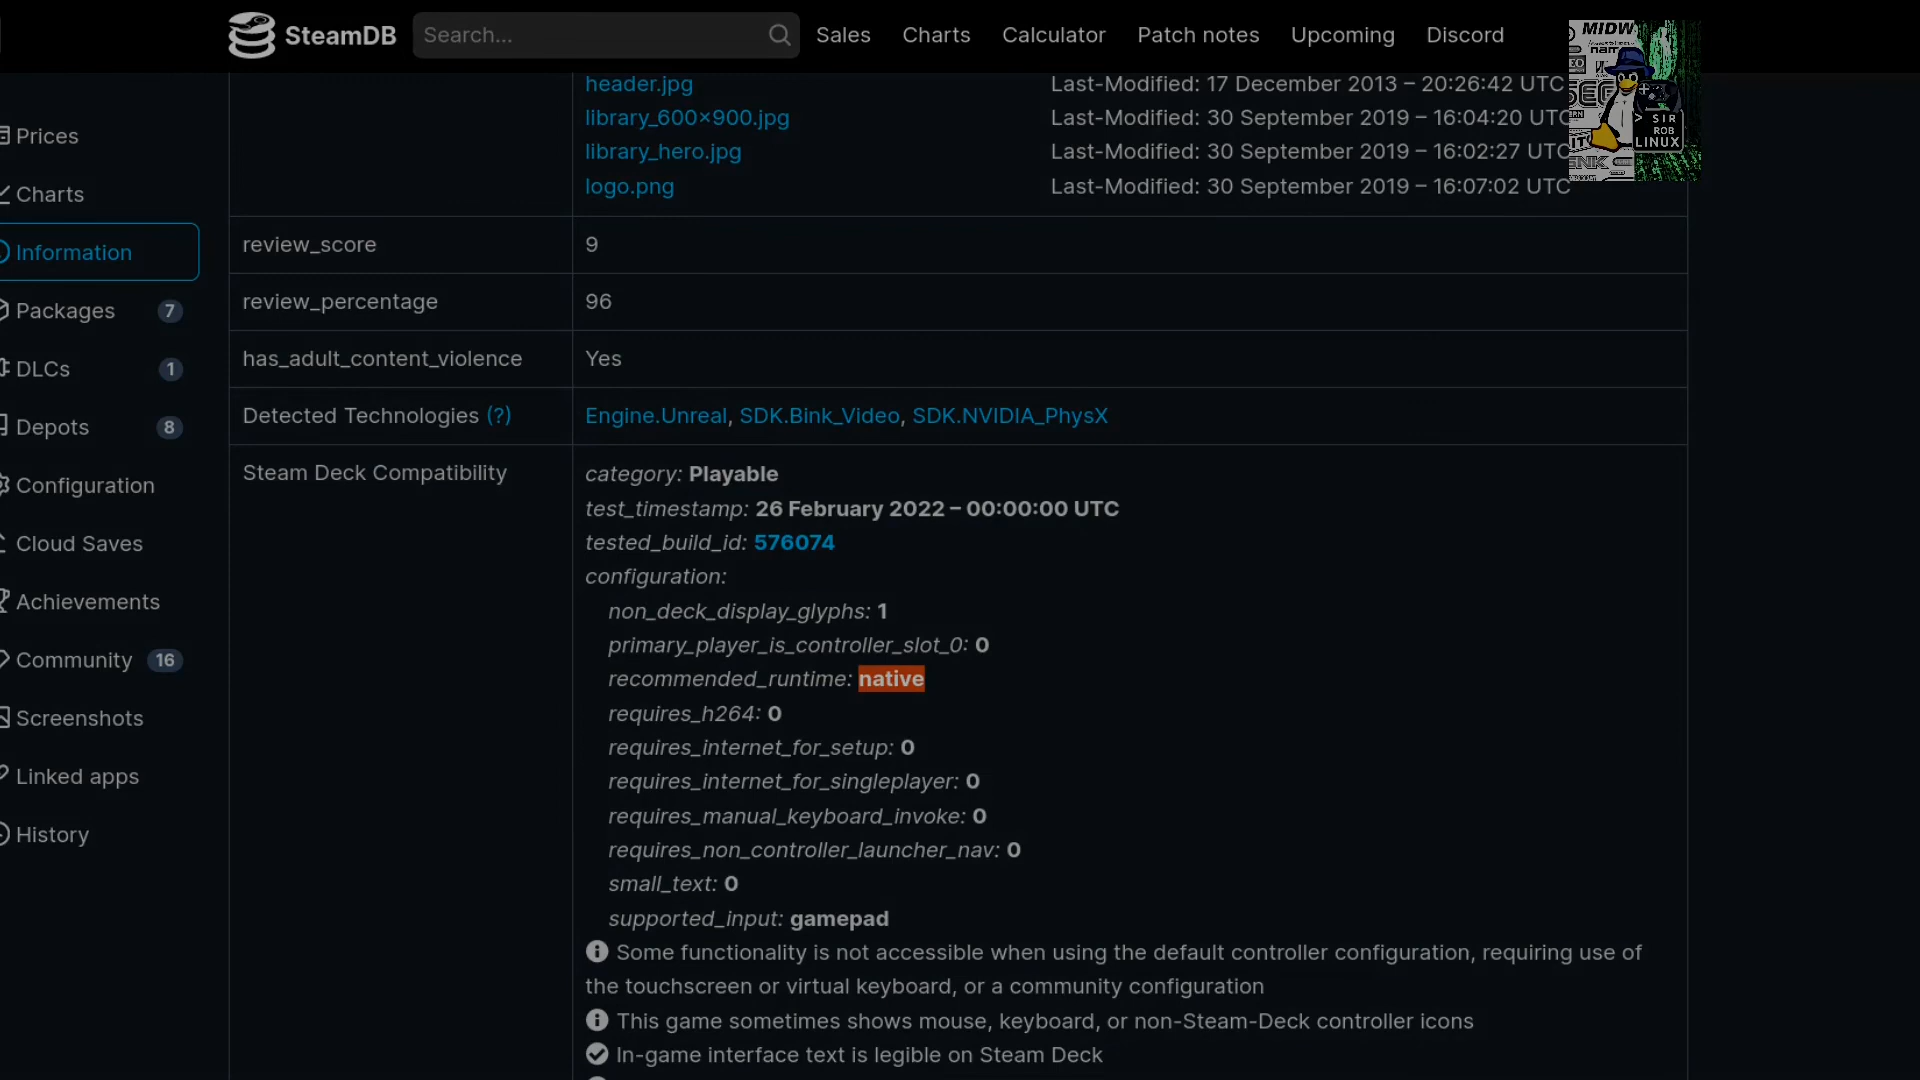 SteamDB
Search...
Sales
Charts
Calculator
Patch notes
Upcoming
Discord
MIDW
SIR
ROB
LINUX
header.jpg Last-Modified: 17 December 2013 – 20:26:42 UTC
library_600×900.jpg Last-Modified: 30 September 2019 – 16:04:20 UTC
library_hero.jpg Last-Modified: 30 September 2019 – 16:02:27 UTC
logo.png Last-Modified: 30 September 2019 – 16:07:02 UTC
Prices
Charts
Information
Packages 7
DLCs 1
Depots 8
Configuration
Cloud Saves
Achievements
Community 16
Screenshots
Linked apps
History
review_score 9
review_percentage 96
has_adult_content_violence Yes
Detected Technologies (?) Engine.Unreal, SDK.Bink_Video, SDK.NVIDIA_PhysX
Steam Deck Compatibility category: Playable
test_timestamp: 26 February 2022 – 00:00:00 UTC
tested_build_id: 576074
configuration:
non_deck_display_glyphs: 1
primary_player_is_controller_slot_0: 0
recommended_runtime: native
requires_h264: 0
requires_internet_for_setup: 0
requires_internet_for_singleplayer: 0
requires_manual_keyboard_invoke: 0
requires_non_controller_launcher_nav: 0
small_text: 0
supported_input: gamepad
Some functionality is not accessible when using the default controller configuration, requiring use of
the touchscreen or virtual keyboard, or a community configuration
This game sometimes shows mouse, keyboard, or non-Steam-Deck controller icons
In-game interface text is legible on Steam Deck